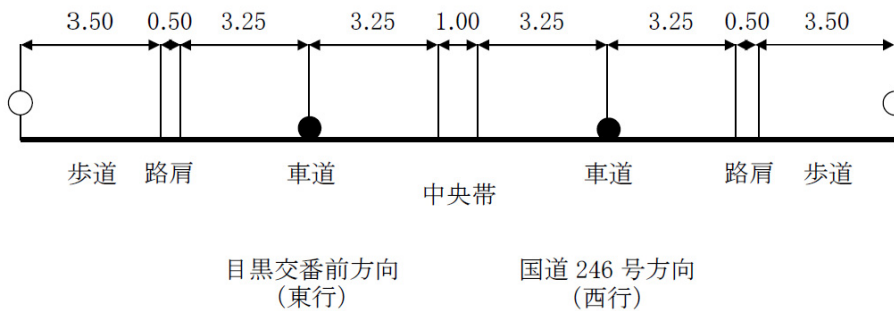 3.50 0.50 3.25 3.25 1.00 3.25 3.25 0.50 3.50
歩道 路肩 車道 中央帯 車道 路肩 歩道
目黒交番前方向 国道 246 号方向
(東行) (西行)